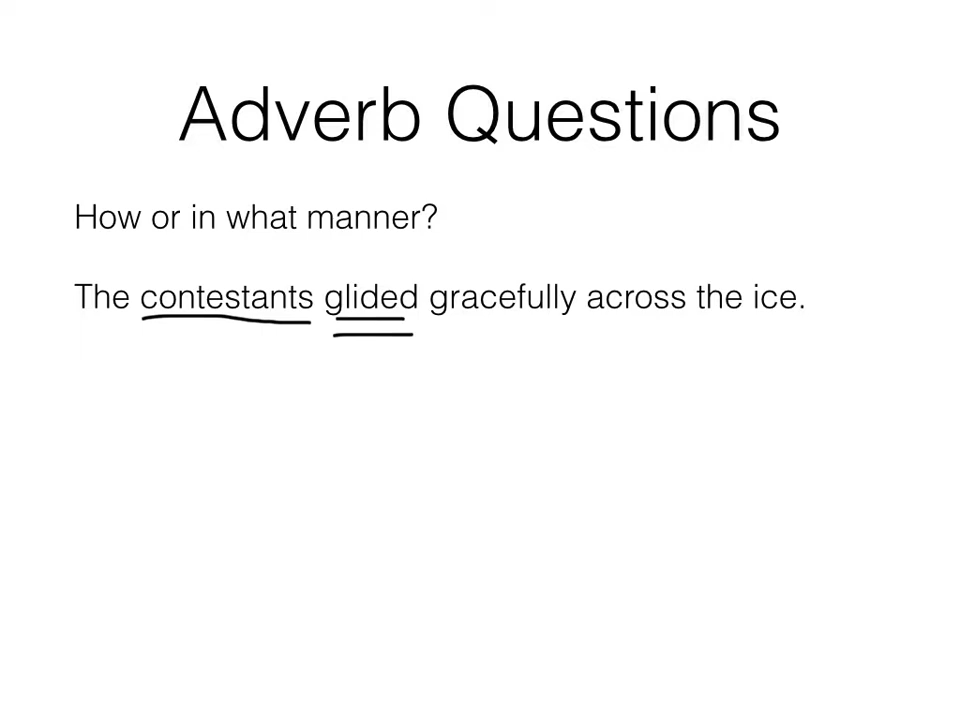 Adverb Questions
How or in what manner?
The contestants glided gracefully across the ice.